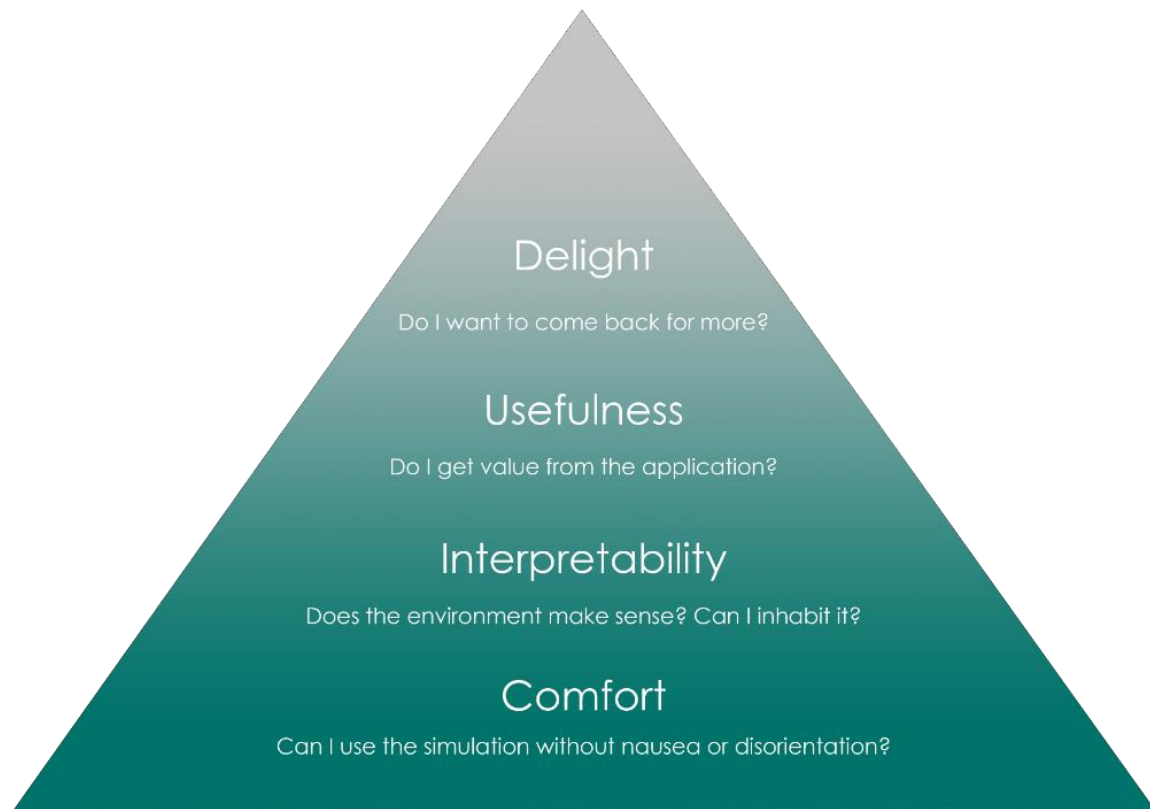 Delight
Do I want to come back for more?
Usefulness
Do I get value from the application?
Interpretability
Does the environment make sense? Can I inhabit it?
Comfort
Can I use the simulation without nausea or disorientation?